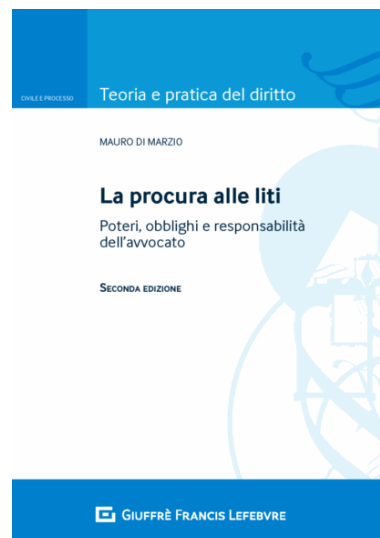 CIVILE E PROCESSO
Teoria e pratica del diritto
MAURO DI MARZIO
La procura alle liti
Poteri, obblighi e responsabilità
dell'avvocato
SECONDA EDIZIONE
GIUFFRÈ FRANCIS LEFEBVRE